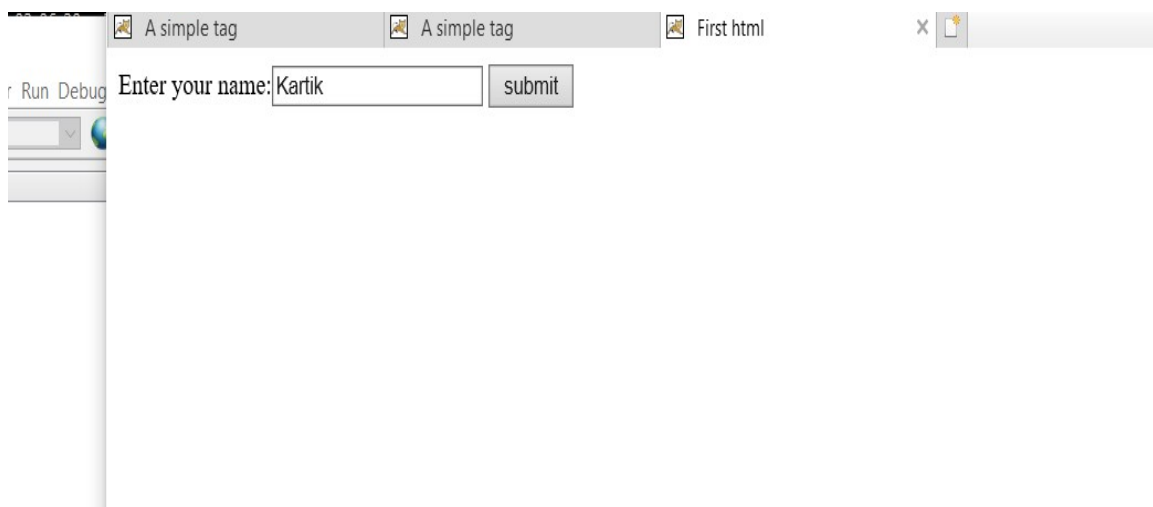 A simple tag
A simple tag
First html
r Run Debug
Enter your name: Kartik submit